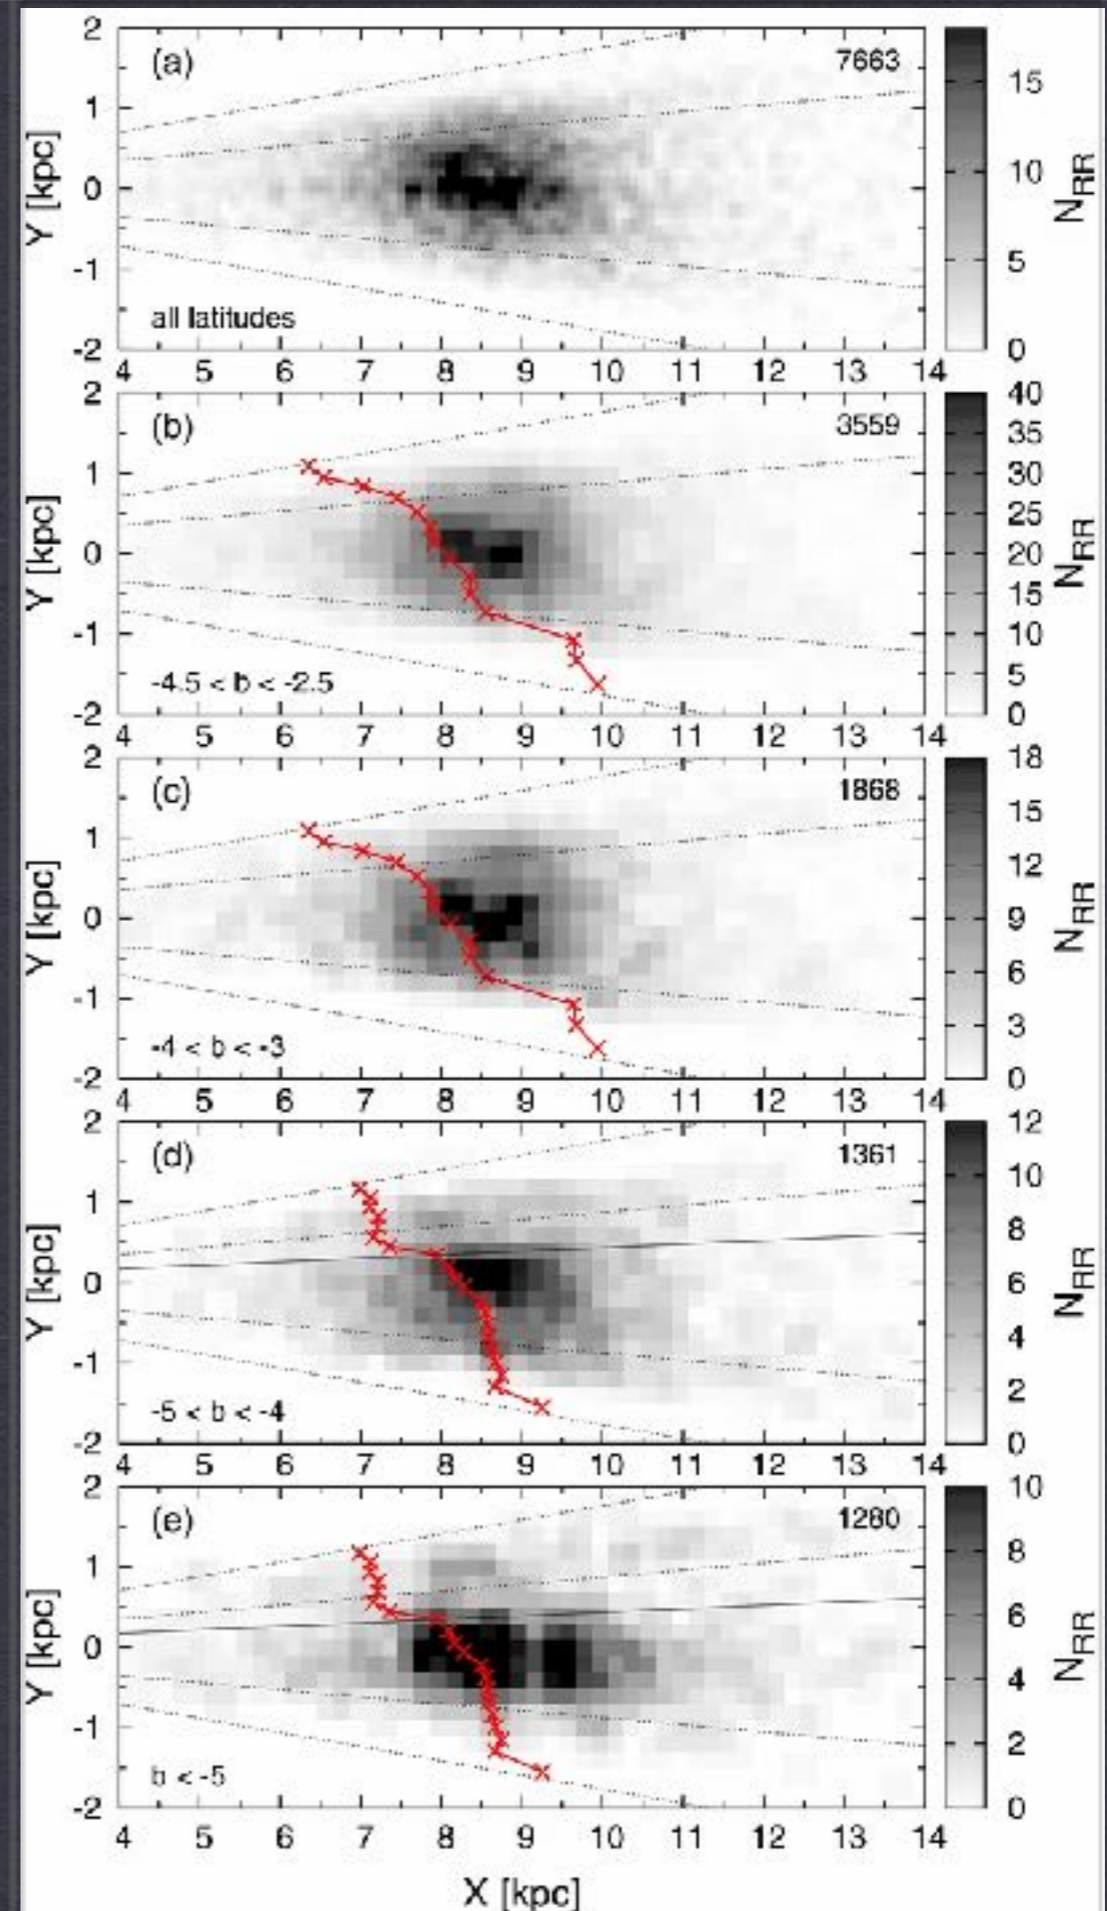 2
(a)
7663
15
1
Y [kpc]
0
10
N_RR
-1
5
all latitudes
-2
0
4 5 6 7 8 9 10 11 12 13 14
2
40
(b)
3559
35
1
30
25
Y [kpc]
0
20
N_RR
15
-1
10
-4.5 < b < -2.5
5
-2
0
4 5 6 7 8 9 10 11 12 13 14
2
18
(c)
1868
15
1
12
Y [kpc]
0
9
N_RR
6
-1
3
-4 < b < -3
-2
0
4 5 6 7 8 9 10 11 12 13 14
2
12
(d)
1361
10
1
8
Y [kpc]
0
6
N_RR
4
-1
2
-5 < b < -4
-2
0
4 5 6 7 8 9 10 11 12 13 14
2
10
(e)
1280
8
1
6
Y [kpc]
0
N_RR
4
-1
2
b < -5
-2
0
4 5 6 7 8 9 10 11 12 13 14
X [kpc]